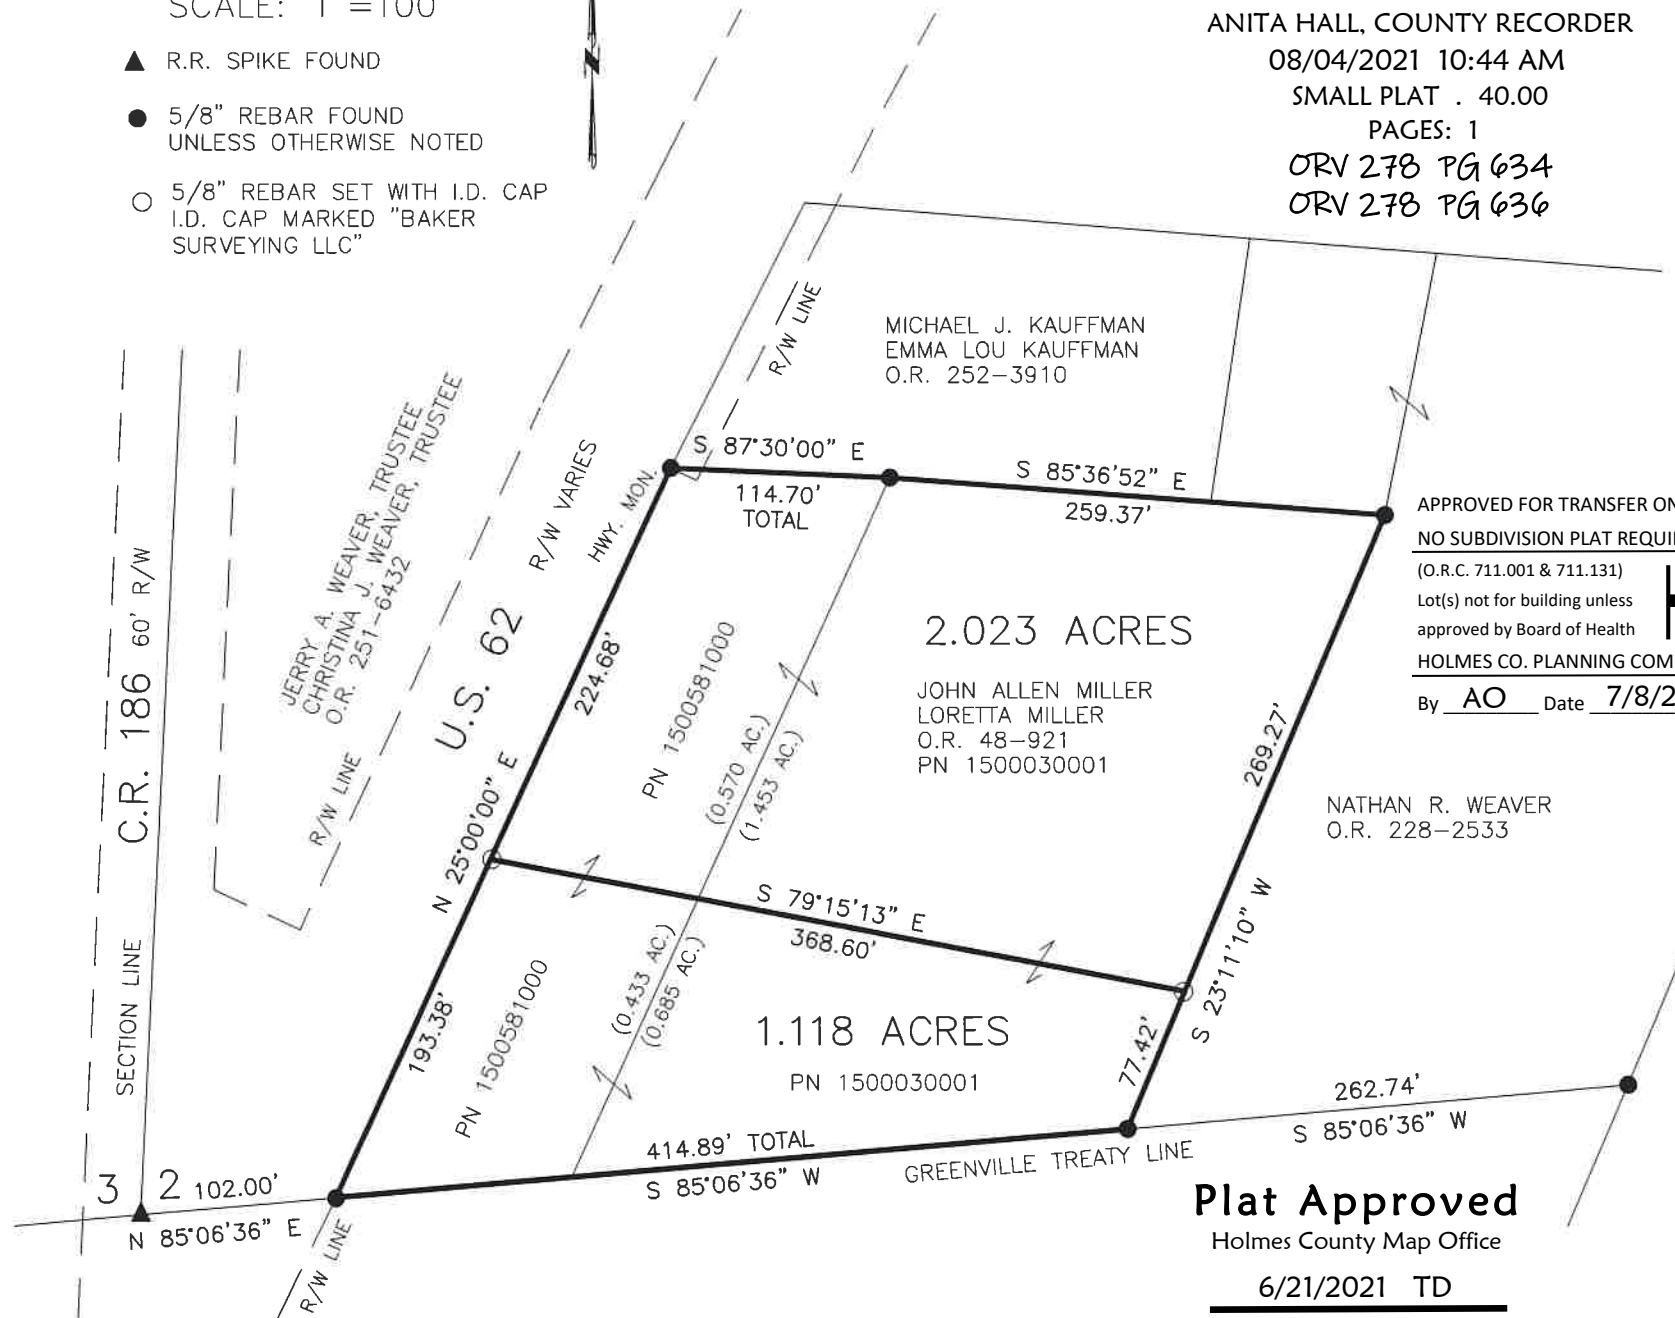 SCALE: 1"=100'
R.R. SPIKE FOUND
5/8" REBAR FOUND
UNLESS OTHERWISE NOTED
5/8" REBAR SET WITH I.D. CAP
I.D. CAP MARKED "BAKER
SURVEYING LLC"
N
ANITA HALL, COUNTY RECORDER
08/04/2021 10:44 AM
SMALL PLAT . 40.00
PAGES: 1
ORV 278 PG 634
ORV 278 PG 636
R/W LINE
MICHAEL J. KAUFFMAN
EMMA LOU KAUFFMAN
O.R. 252-3910
JERRY A. WEAVER, TRUSTEE
CHRISTINA J. WEAVER, TRUSTEE
O.R. 251-6432
R/W VARIES
HWY. MON.
S 87°30'00" E
114.70'
TOTAL
S 85°36'52" E
259.37'
APPROVED FOR TRANSFER ON
NO SUBDIVISION PLAT REQUI
(O.R.C. 711.001 & 711.131)
Lot(s) not for building unless
approved by Board of Health
HOLMES CO. PLANNING COM
By AO Date 7/8/2
C.R. 186 60' R/W
U.S. 62
224.68'
PN 1500581000
(0.570 AC.)
(1.453 AC.)
2.023 ACRES
JOHN ALLEN MILLER
LORETTA MILLER
O.R. 48-921
PN 1500030001
269.27'
NATHAN R. WEAVER
O.R. 228-2533
R/W LINE
N 25°00'00" E
S 79°15'13" E
368.60'
S 23°11'10" W
SECTION LINE
193.38'
PN 1500581000
(0.433 AC.)
(0.685 AC.)
1.118 ACRES
PN 1500030001
77.42'
262.74'
S 85°06'36" W
414.89' TOTAL
S 85°06'36" W
GREENVILLE TREATY LINE
3 2 102.00'
N 85°06'36" E
R/W LINE
Plat Approved
Holmes County Map Office
6/21/2021 TD